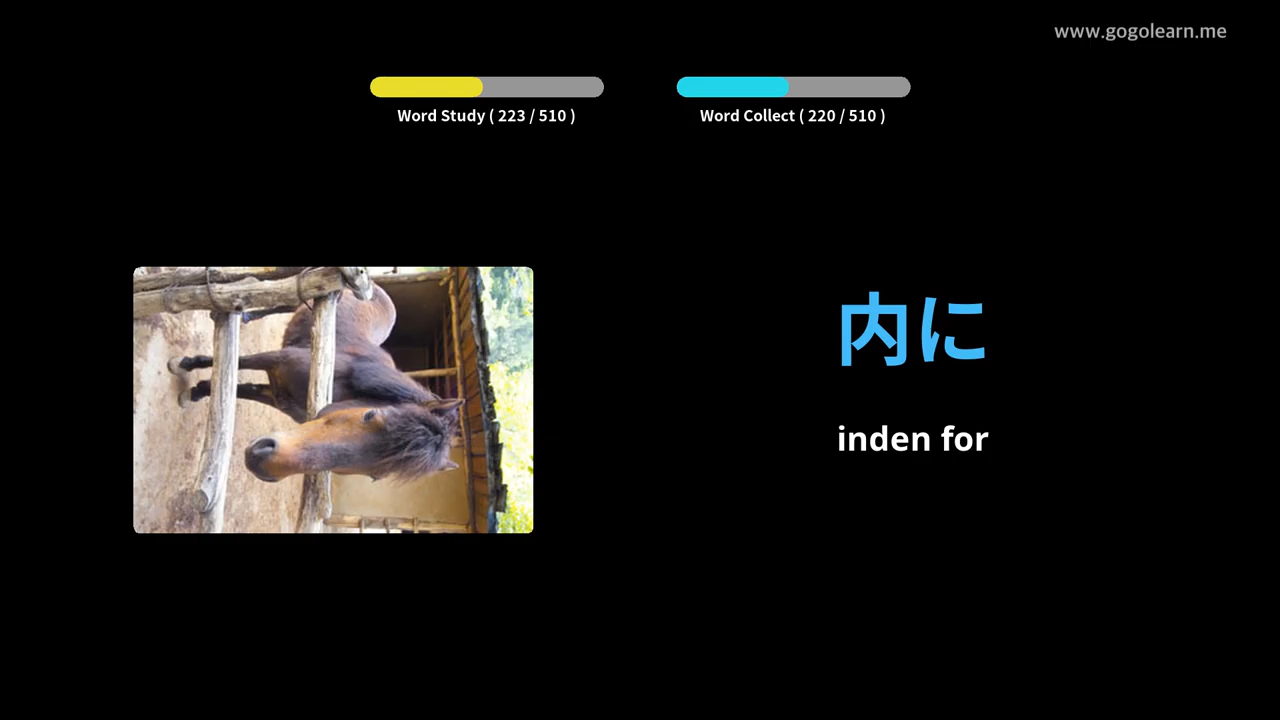 www.gogolearn.me
Word Study ( 223 / 510 )
Word Collect ( 220 / 510 )
内に
inden for